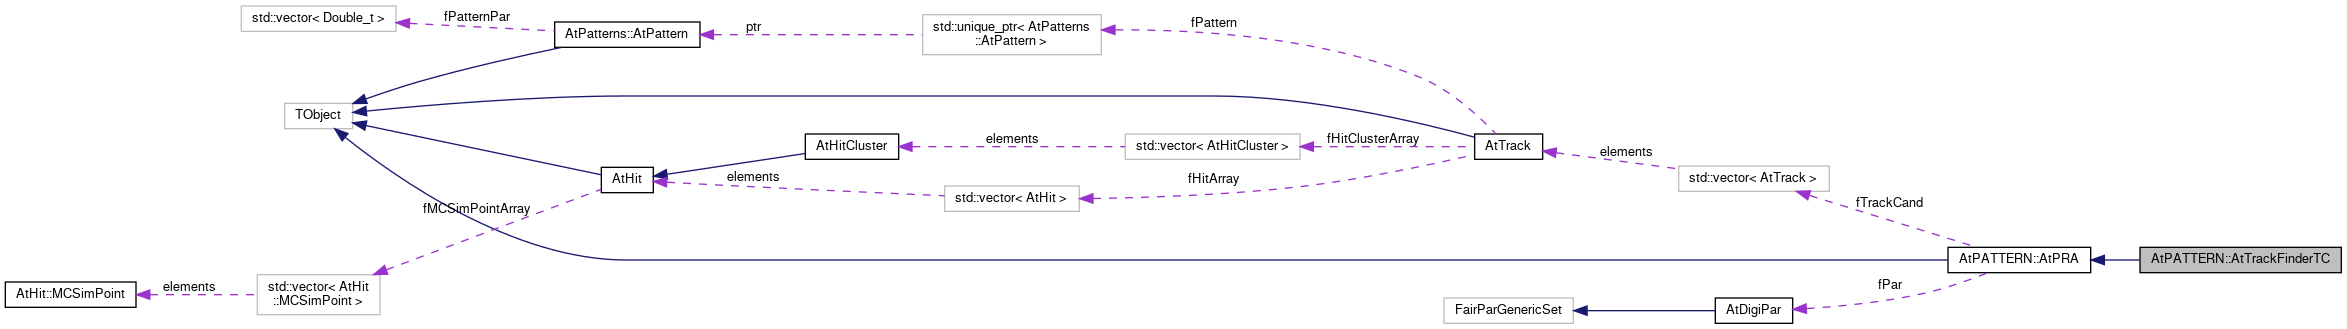 std::vector< Double_t >
fPatternPar
AtPatterns::AtPattern
ptr
std::unique_ptr< AtPatterns
::AtPattern >
fPattern
TObject
AtHitCluster
elements
std::vector< AtHitCluster >
fHitClusterArray
AtTrack
elements
std::vector< AtTrack >
AtHit
elements
std::vector< AtHit >
fHitArray
fMCSimPointArray
fTrackCand
AtHit::MCSimPoint
elements
std::vector< AtHit
::MCSimPoint >
AtPATTERN::AtPRA
AtPATTERN::AtTrackFinderTC
fPar
FairParGenericSet
AtDigiPar